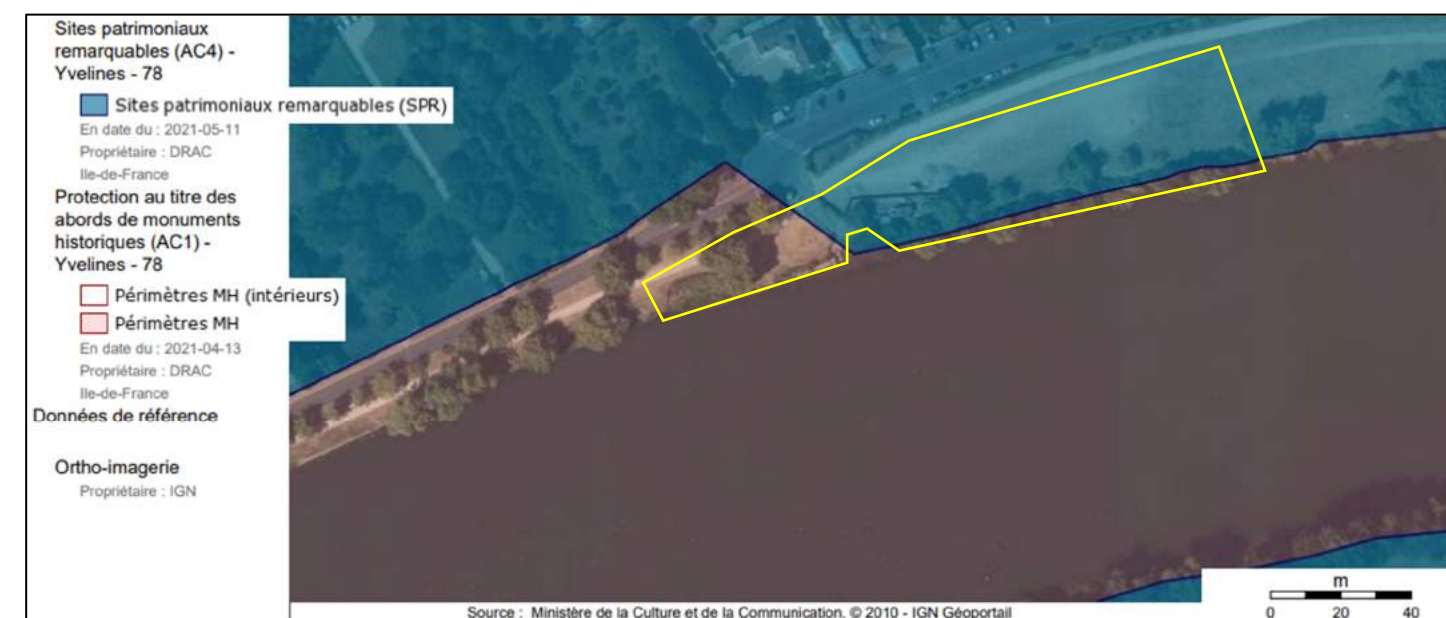 Sites patrimoniaux
remarquables (AC4) -
Yvelines - 78
Sites patrimoniaux remarquables (SPR)
En date du : 2021-05-11
Propriétaire : DRAC
Ile-de-France
Protection au titre des
abords de monuments
historiques (AC1) -
Yvelines - 78
Périmètres MH (intérieurs)
Périmètres MH
En date du : 2021-04-13
Propriétaire : DRAC
Ile-de-France
Données de référence
Ortho-imagerie
Propriétaire : IGN
Source : Ministère de la Culture et de la Communication. © 2010 - IGN Géoportail
m
0 20 40